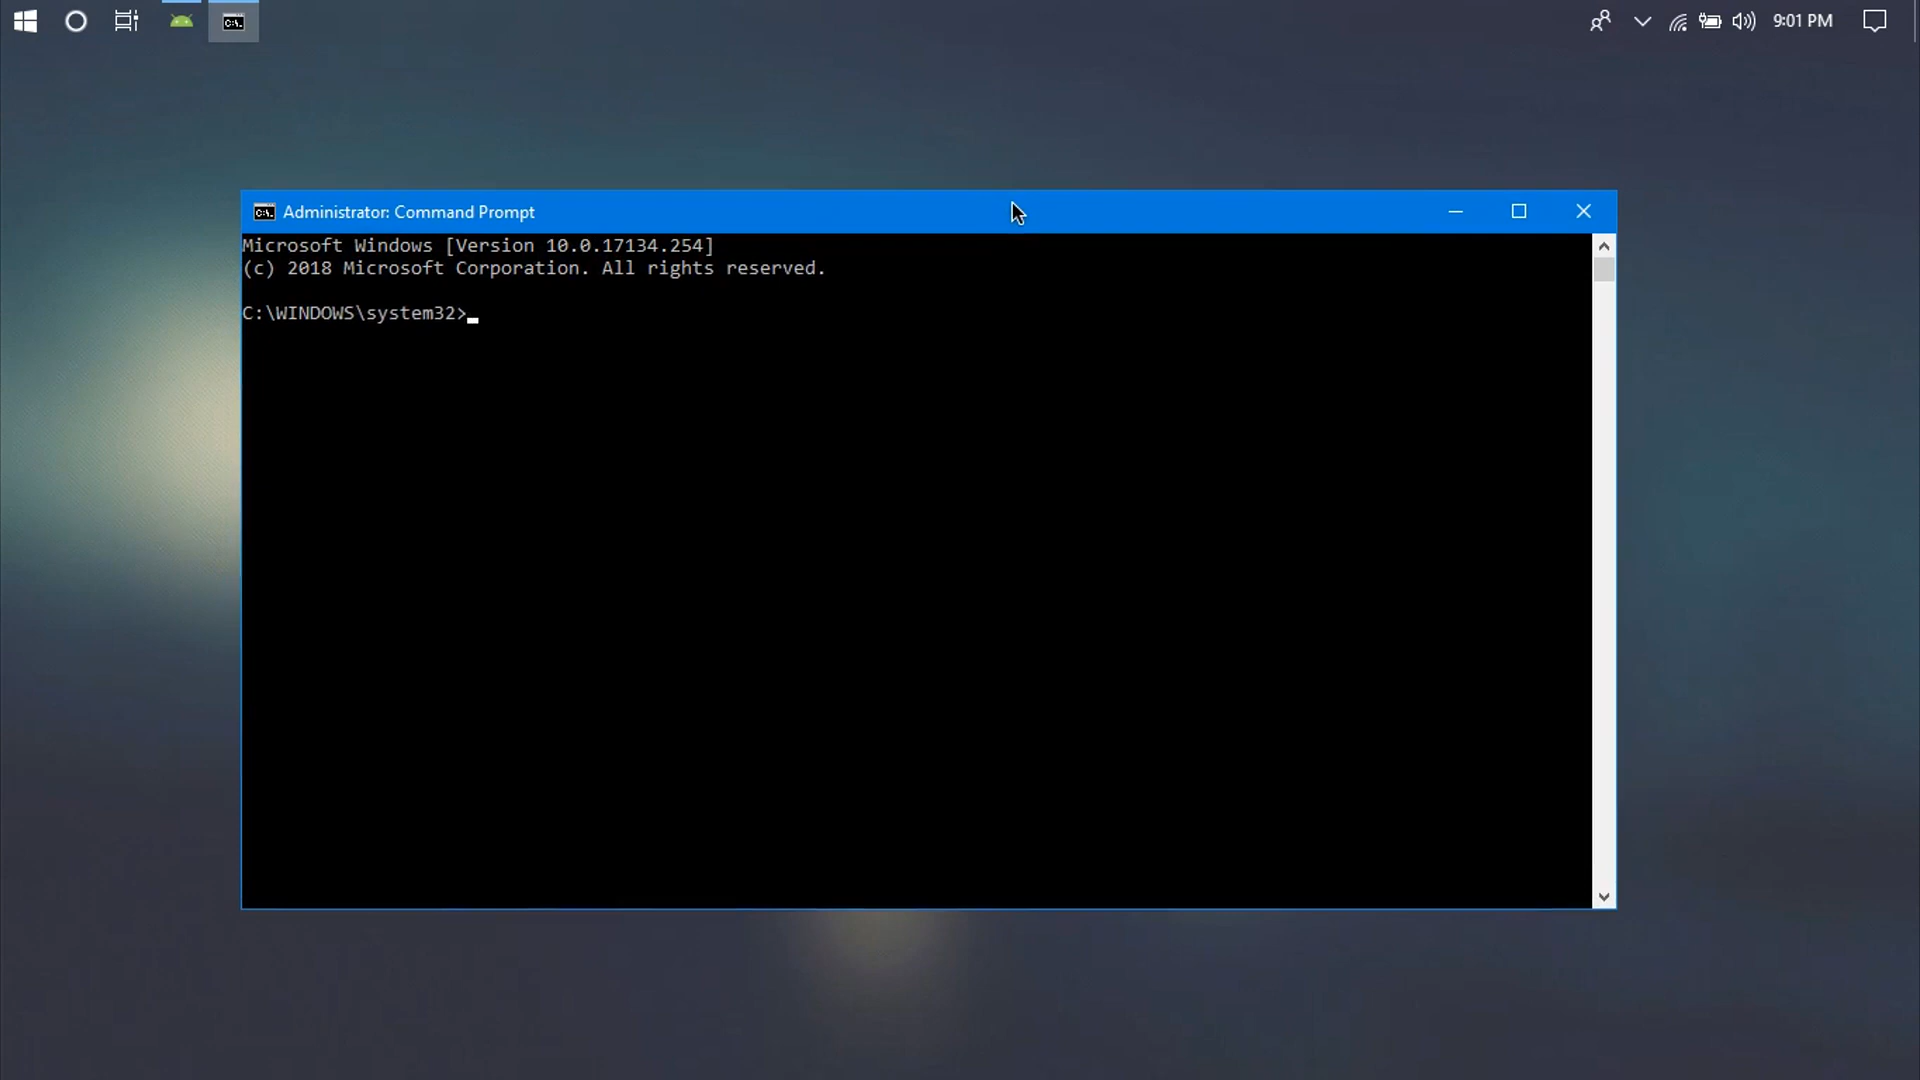 9:01 PM
Administrator: Command Prompt
Microsoft Windows [Version 10.0.17134.254]
(c) 2018 Microsoft Corporation. All rights reserved.
C:\WINDOWS\system32>